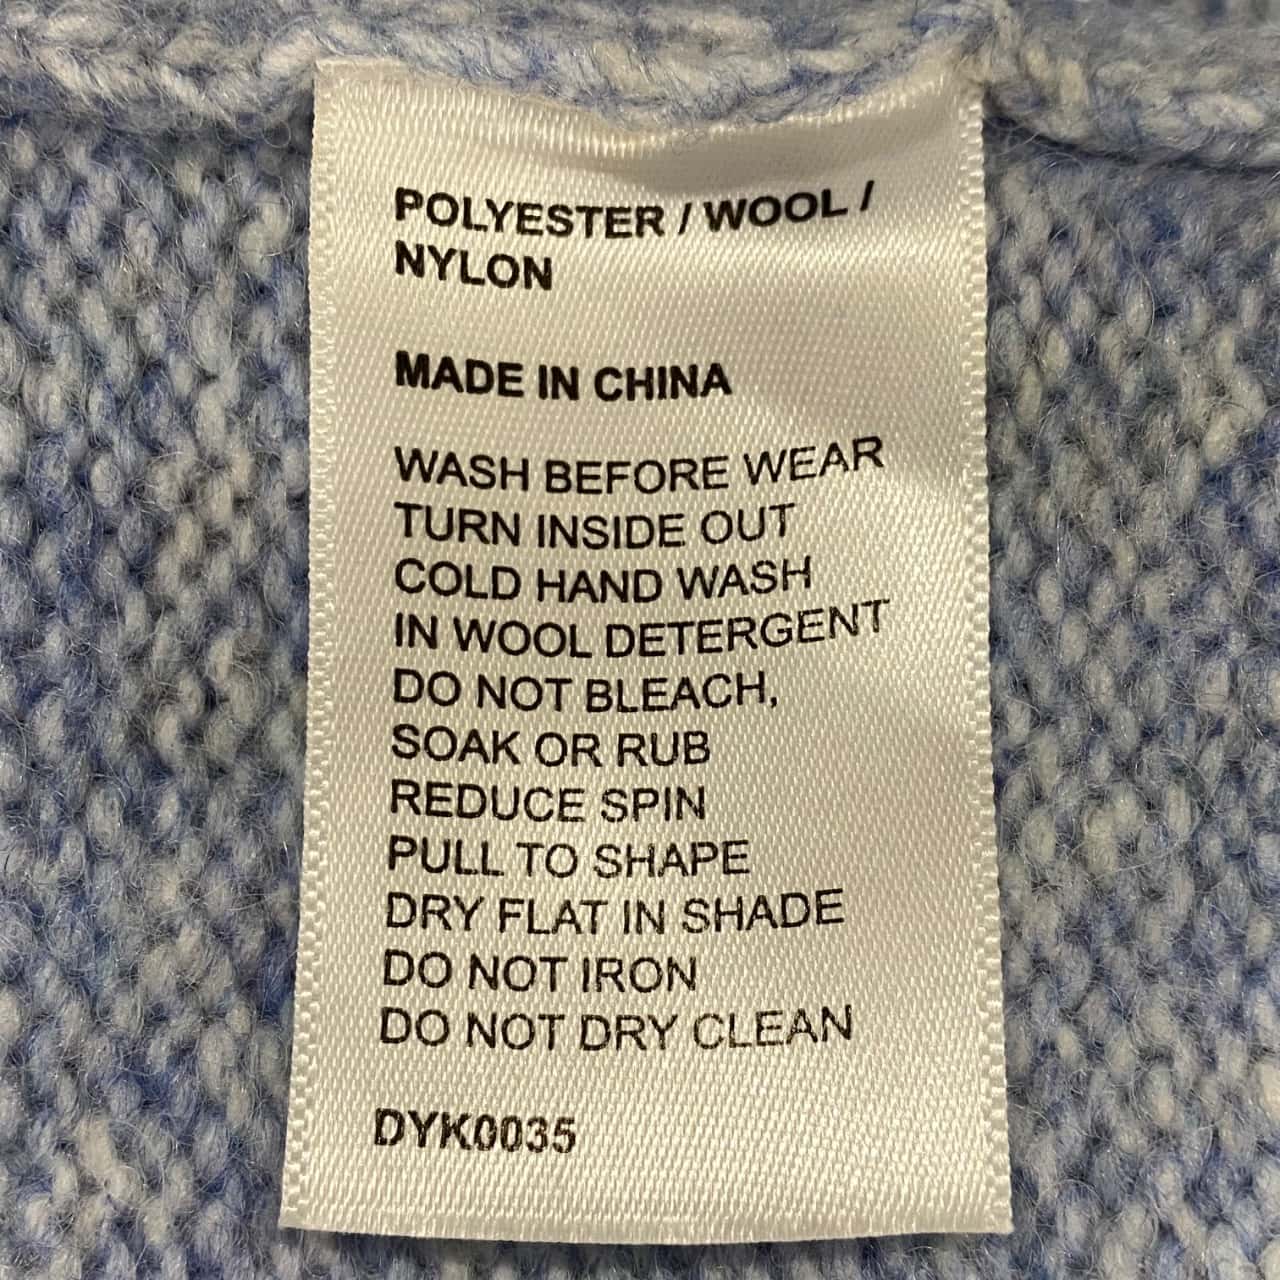 POLYESTER / WOOL /
NYLON
MADE IN CHINA
WASH BEFORE WEAR
TURN INSIDE OUT
COLD HAND WASH
IN WOOL DETERGENT
DO NOT BLEACH,
SOAK OR RUB
REDUCE SPIN
PULL TO SHAPE
DRY FLAT IN SHADE
DO NOT IRON
DO NOT DRY CLEAN
DYK0035